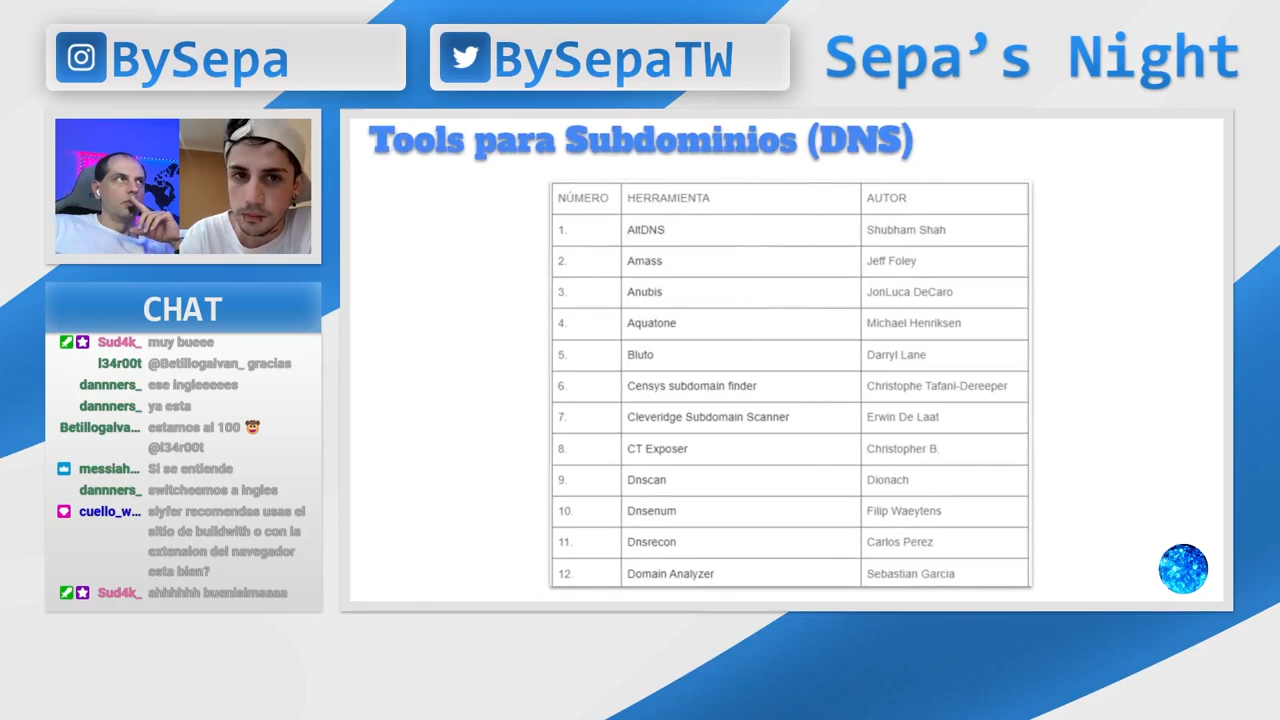 BySepa
BySepaTW
Sepa's Night
Tools para Subdominios (DNS)
NÚMERO HERRAMIENTA AUTOR
1. AltDNS Shubham Shah
2. Amass Jeff Foley
3. Anubis JonLuca DeCaro
4. Aquatone Michael Henriksen
5. Bluto Darryl Lane
6. Censys subdomain finder Christophe Tafani-Dereeper
7. Cleveridge Subdomain Scanner Erwin De Laat
8. CT Exposer Christopher B.
9. Dnscan Dionach
10. Dnsenum Filip Waeytens
11. Dnsrecon Carlos Perez
12. Domain Analyzer Sebastian Garcia
CHAT
Sud4k_ muy bueee
l34r00t @Betillogalvan_ gracias
dannners_ ese ingleeeees
dannners_ ya esta
Betillogalva... estamos al 100 🤠
@l34r00t
messiah... Si se entiende
dannners_ switcheemos a ingles
cuello_w... slyfer recomendas usas el
sitio de buildwith o con la
extension del navegador
esta bien?
Sud4k_ ahhhhhh buenisimaaaa